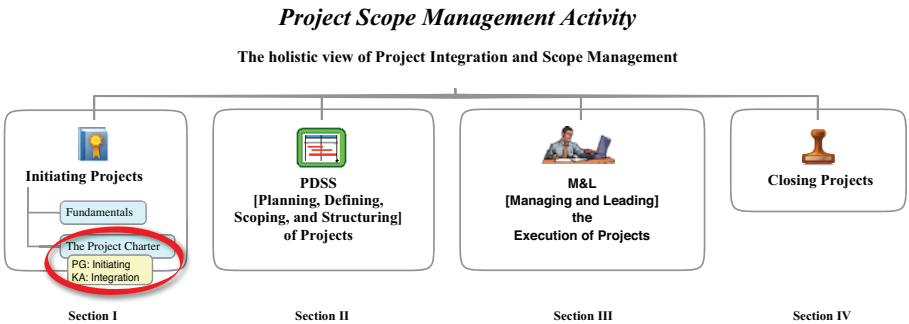 Project Scope Management Activity
The holistic view of Project Integration and Scope Management
Initiating Projects
Fundamentals
The Project Charter
PG: Initiating
KA: Integration
PDSS
[Planning, Defining,
Scoping, and Structuring]
of Projects
M&L
[Managing and Leading]
the
Execution of Projects
Closing Projects
Section I
Section II
Section III
Section IV